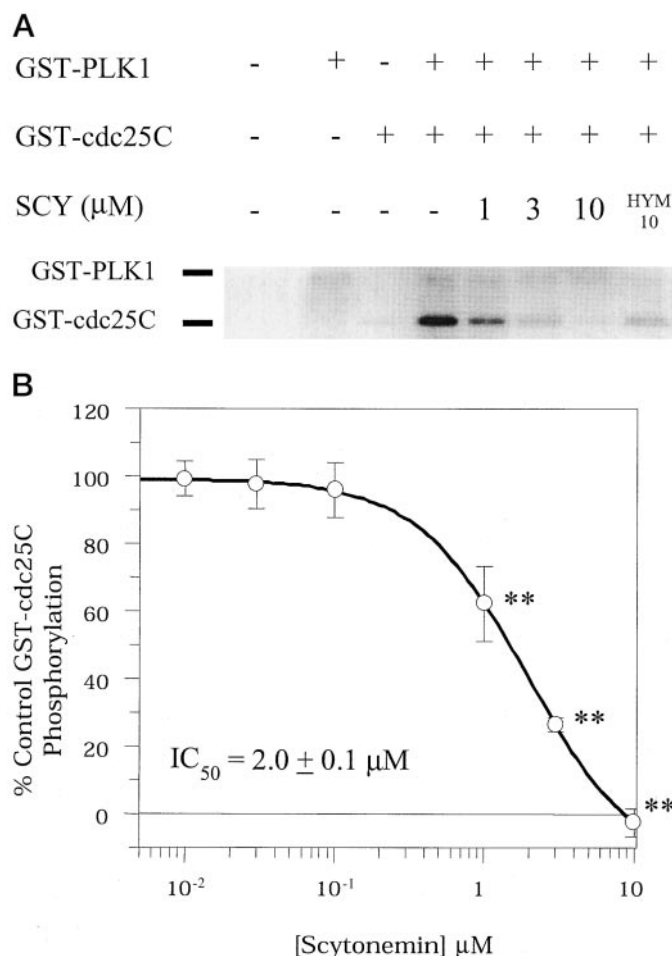 A
GST-PLK1 - + - + + + + +
GST-cdc25C - - + + + + + +
SCY (μM) - - - - 1 3 10 HYM 10
GST-PLK1
GST-cdc25C
B
120
100
80
60
40
20
0
% Control GST-cdc25C Phosphorylation
**
**
**
IC50 = 2.0 ± 0.1 μM
10-2 10-1 1 10
[Scytonemin] μM